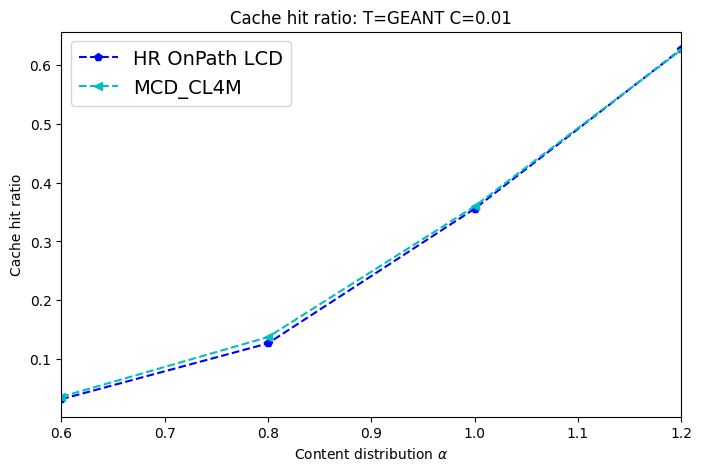 Cache hit ratio: T=GEANT C=0.01
HR OnPath LCD
MCD_CL4M
Cache hit ratio
0.6
0.5
0.4
0.3
0.2
0.1
0.6 0.7 0.8 0.9 1.0 1.1 1.2
Content distribution α